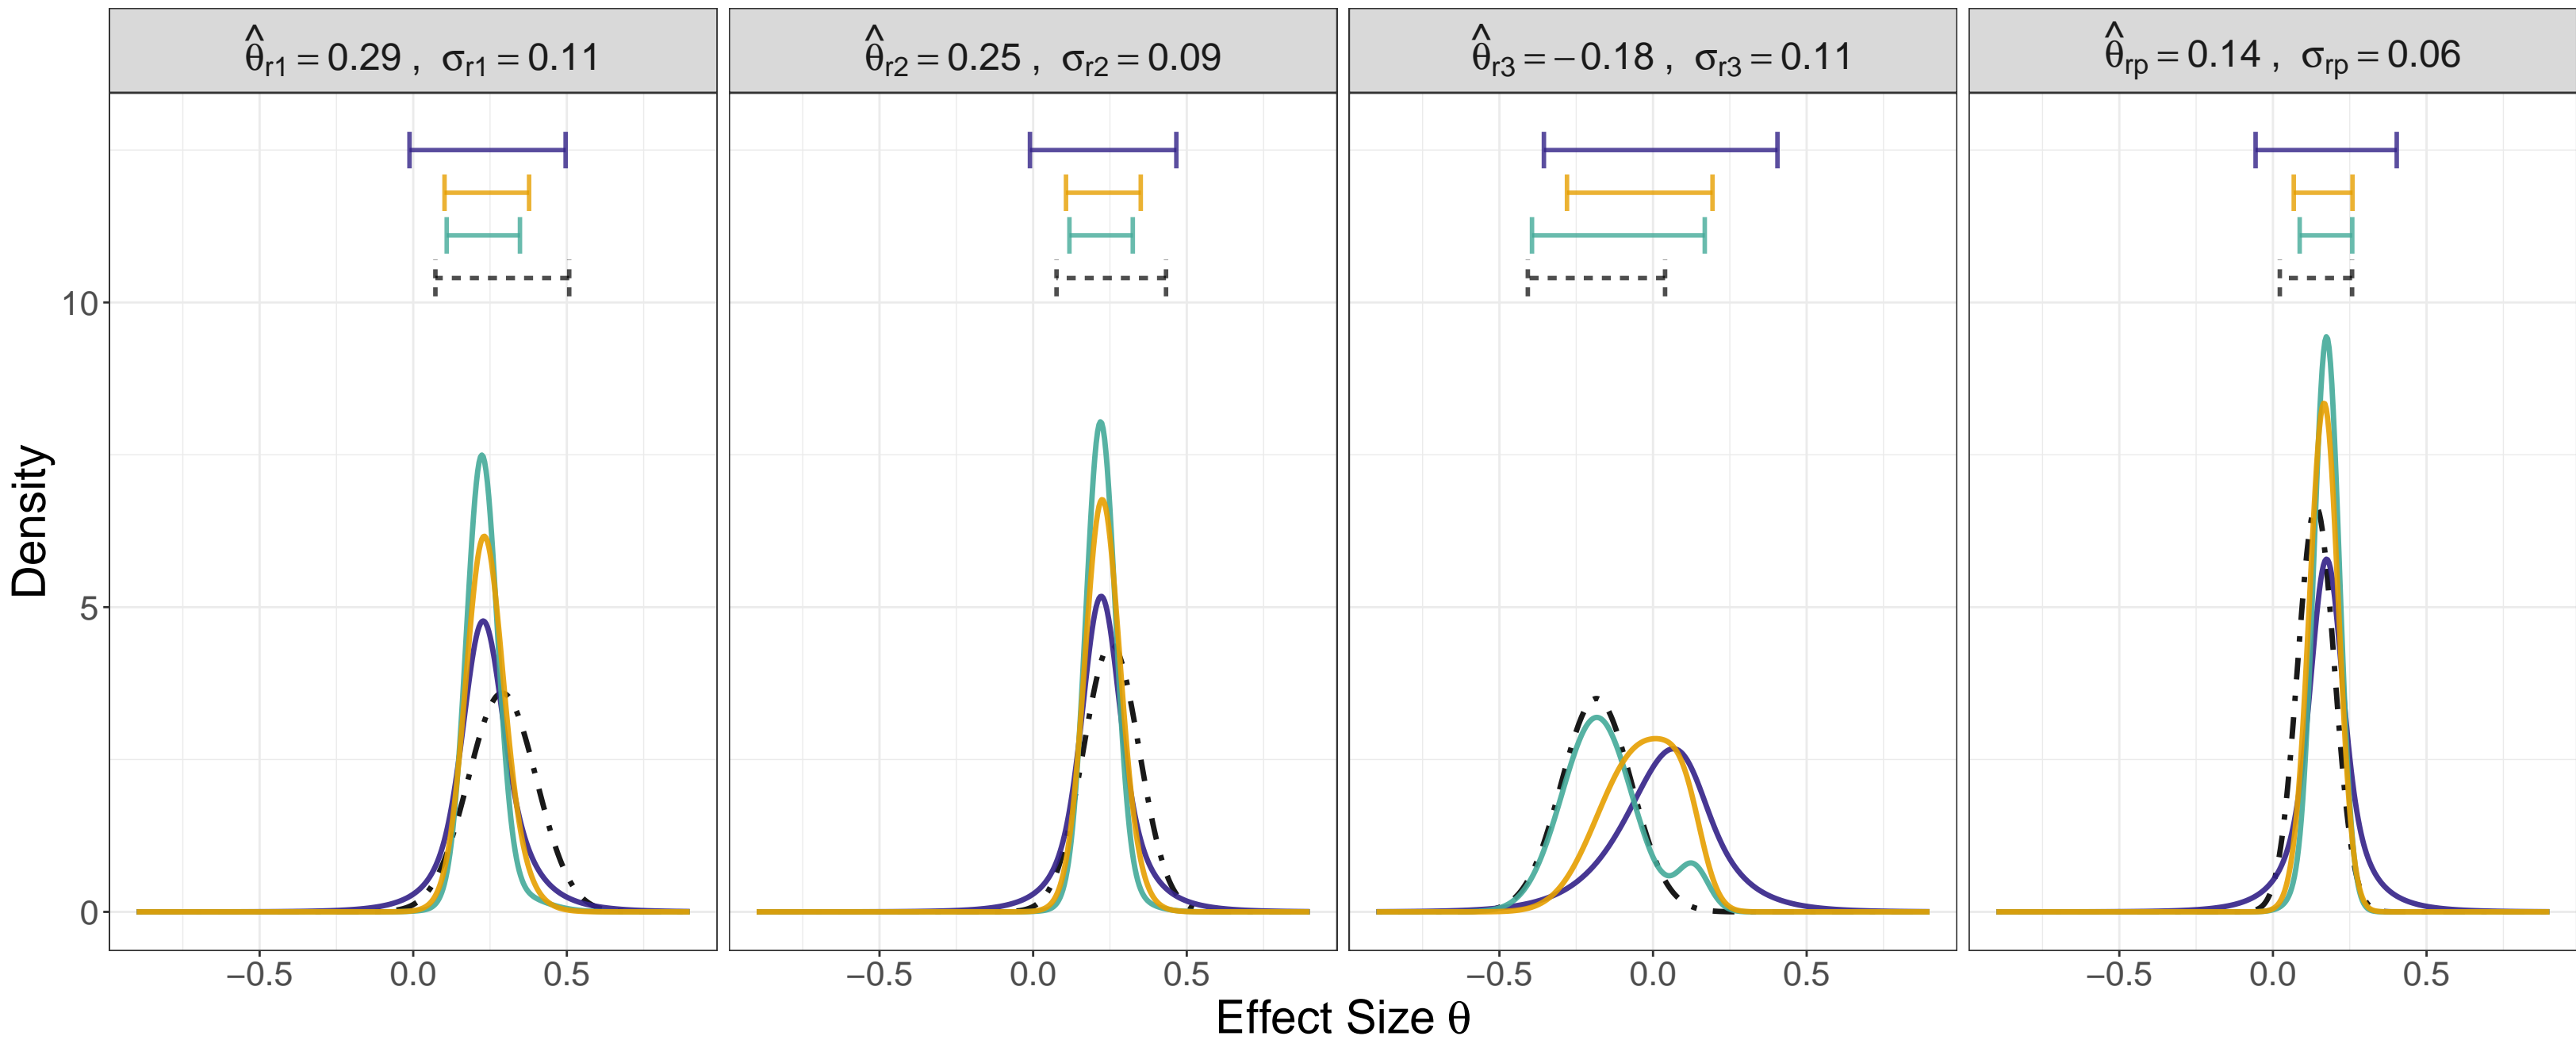 θ̂r1 = 0.29 , σr1 = 0.11
θ̂r2 = 0.25 , σr2 = 0.09
θ̂r3 = −0.18 , σr3 = 0.11
θ̂rp = 0.14 , σrp = 0.06
Density
10
5
0
−0.5 0.0 0.5
−0.5 0.0 0.5
−0.5 0.0 0.5
−0.5 0.0 0.5
Effect Size θ